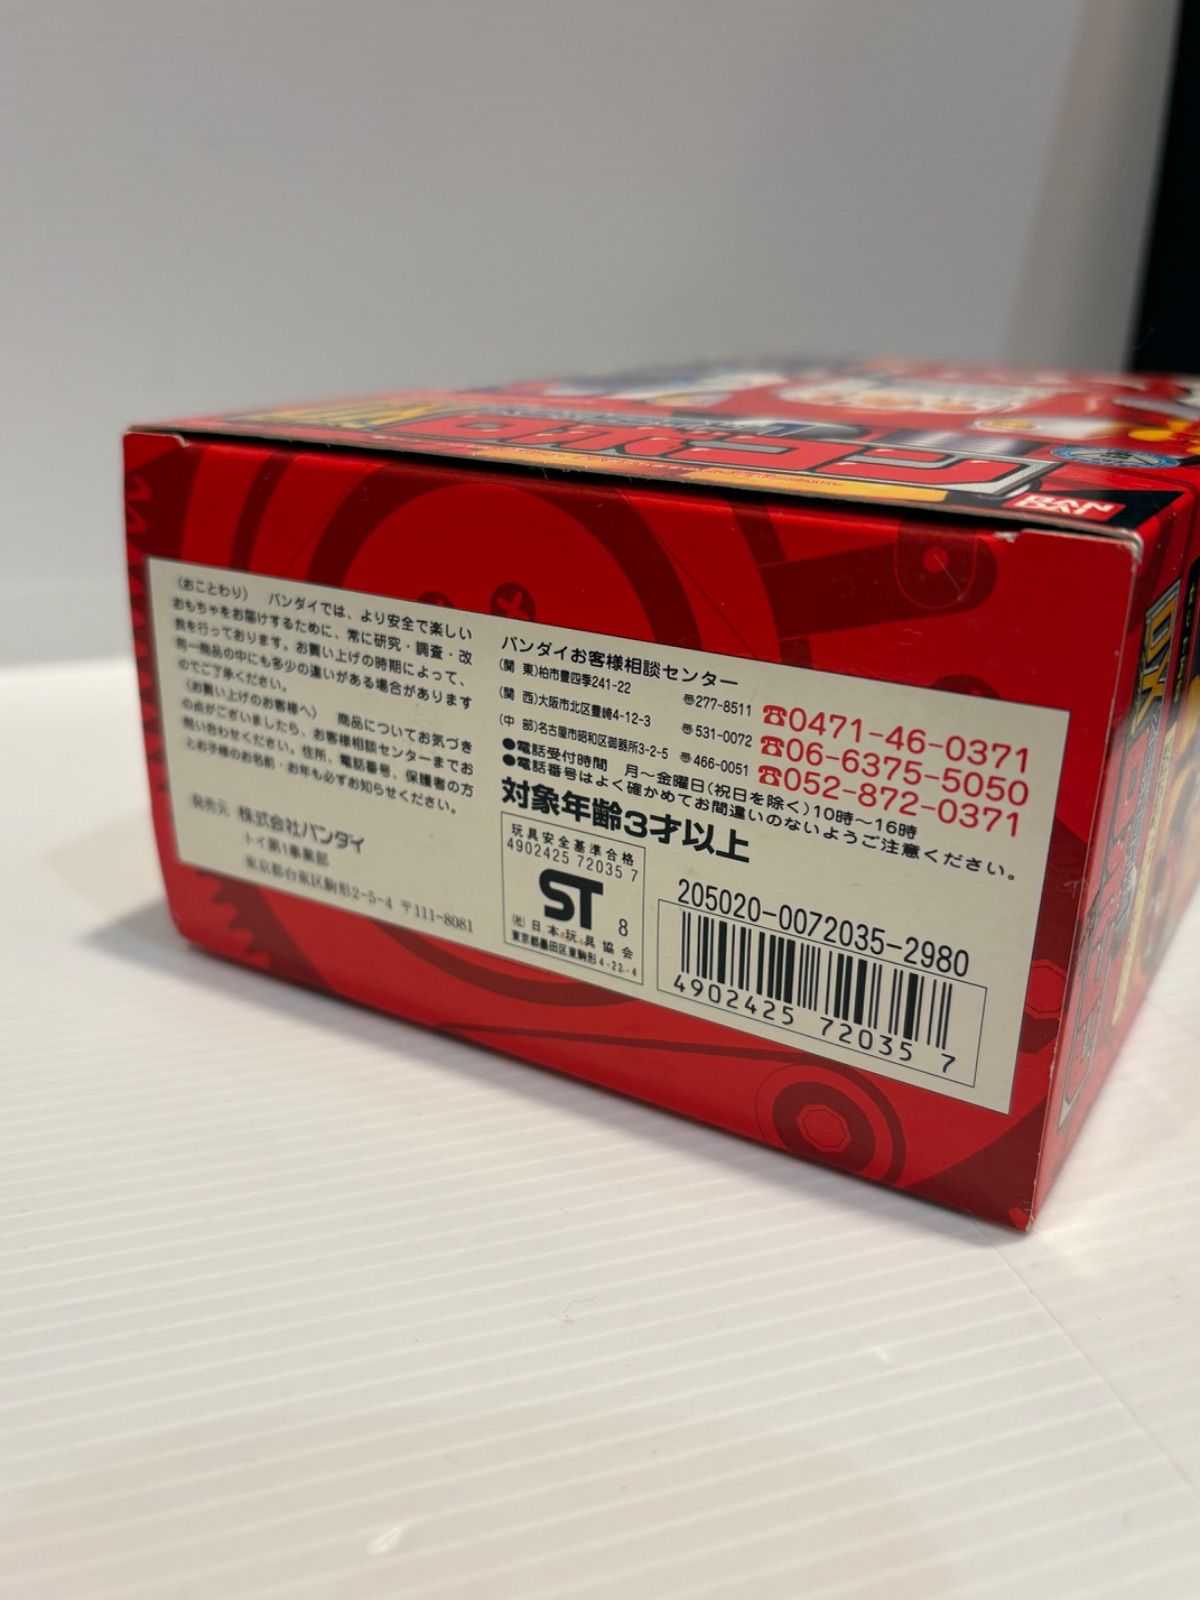 BAN
DAI
(おことわり) バンダイでは、より安全で楽しい
おもちゃをお届けするために、常に研究・調査・改
良を行っております。お買い上げの時期によって、
同一商品の中にも多少の違いがある場合があります
のでご了承ください。
(お買い上げのお客様へ) 商品についてお気づき
の点がございましたら、お客様相談センターまでお
問い合わせください。住所、電話番号、保護者の方
とお子様のお名前・お年も必ずお知らせください。
発売元 株式会社バンダイ
トイ第1事業部
東京都台東区駒形2-5-4 〒111-8081
バンダイお客様相談センター
(関 東)柏市豊四季241-22 〠277-8511 ☎0471-46-0371
(関 西)大阪市北区豊崎4-12-3 〠531-0072 ☎06-6375-5050
(中 部)名古屋市昭和区御器所3-2-5 〠466-0051 ☎052-872-0371
●電話受付時間 月〜金曜日(祝日を除く)10時〜16時
●電話番号はよく確かめてお間違いのないようご注意ください。
対象年齢3才以上
玩具安全基準合格
4902425 72035 7
ST 8
(社)日本玩具協会
東京都墨田区東駒形4-22-4
205020-0072035-2980
4902425 72035 7